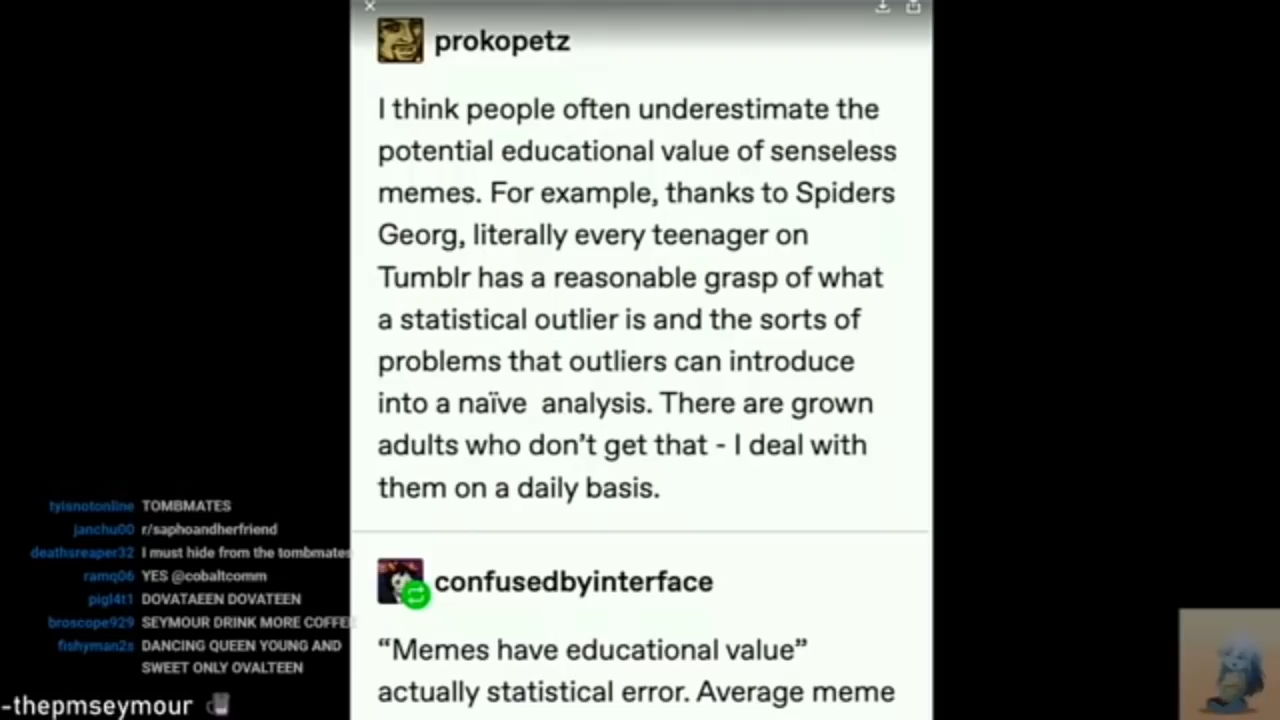 prokopetz
I think people often underestimate the
potential educational value of senseless
memes. For example, thanks to Spiders
Georg, literally every teenager on
Tumblr has a reasonable grasp of what
a statistical outlier is and the sorts of
problems that outliers can introduce
into a naïve  analysis. There are grown
adults who don’t get that - I deal with
them on a daily basis.
confusedbyinterface
“Memes have educational value”
actually statistical error. Average meme
tyisnotonline TOMBMATES
janchu00 r/saphoandherfriend
deathsreaper32 I must hide from the tombmates
ramq06 YES @cobaltcomm
pigl4t1 DOVATAEEN DOVATEEN
broscope929 SEYMOUR DRINK MORE COFFEE
fishyman2s DANCING QUEEN YOUNG AND
SWEET ONLY OVALTEEN
-thepmseymour